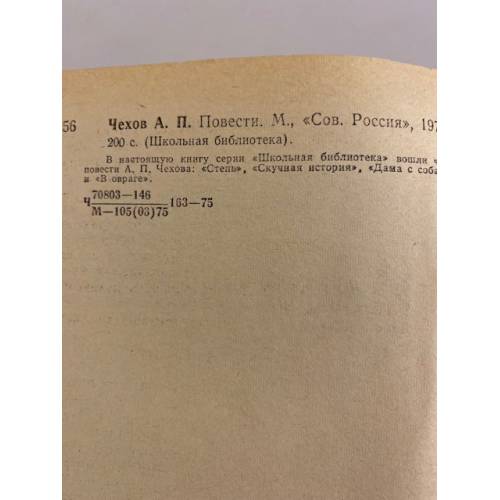 56 Чехов А. П. Повести. М., «Сов. Россия», 197
200 с. (Школьная библиотека).
В настоящую книгу серии «Школьная библиотека» вошли
повести А. П. Чехова: «Степь», «Скучная история», «Дама с соба
и «В овраге».
Ч 70803—146
М—105(03)75 163—75